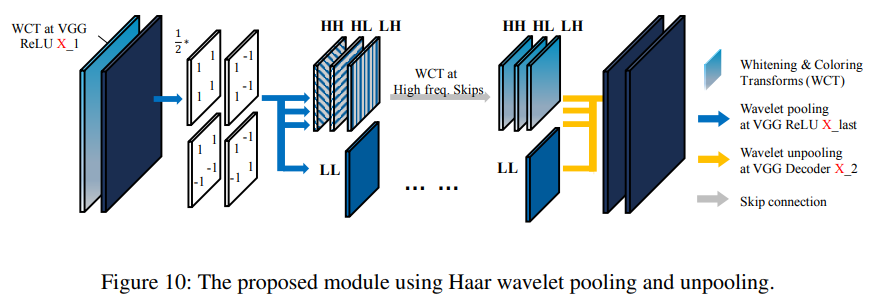 WCT at VGG
ReLU X_1
½*
1
1
1
1
-1
1
-1
1
1
1
-1
-1
-1
1
1
-1
HH HL LH
LL
WCT at
High freq. Skips
... ...
HH HL LH
LL
Whitening & Coloring
Transforms (WCT)
Wavelet pooling
at VGG ReLU X_last
Wavelet unpooling
at VGG Decoder X_2
Skip connection
Figure 10: The proposed module using Haar wavelet pooling and unpooling.